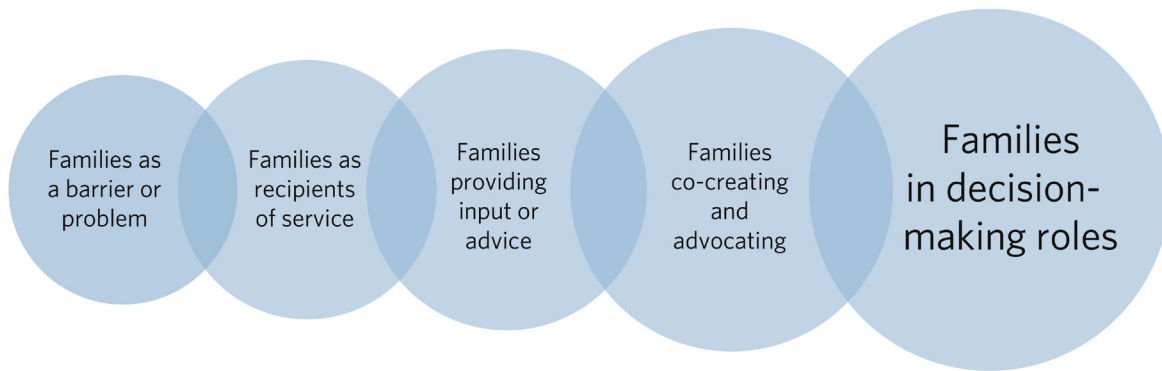 Families as
a barrier or
problem
Families as
recipients
of service
Families
providing
input or
advice
Families
co-creating
and
advocating
Families
in decision-
making roles